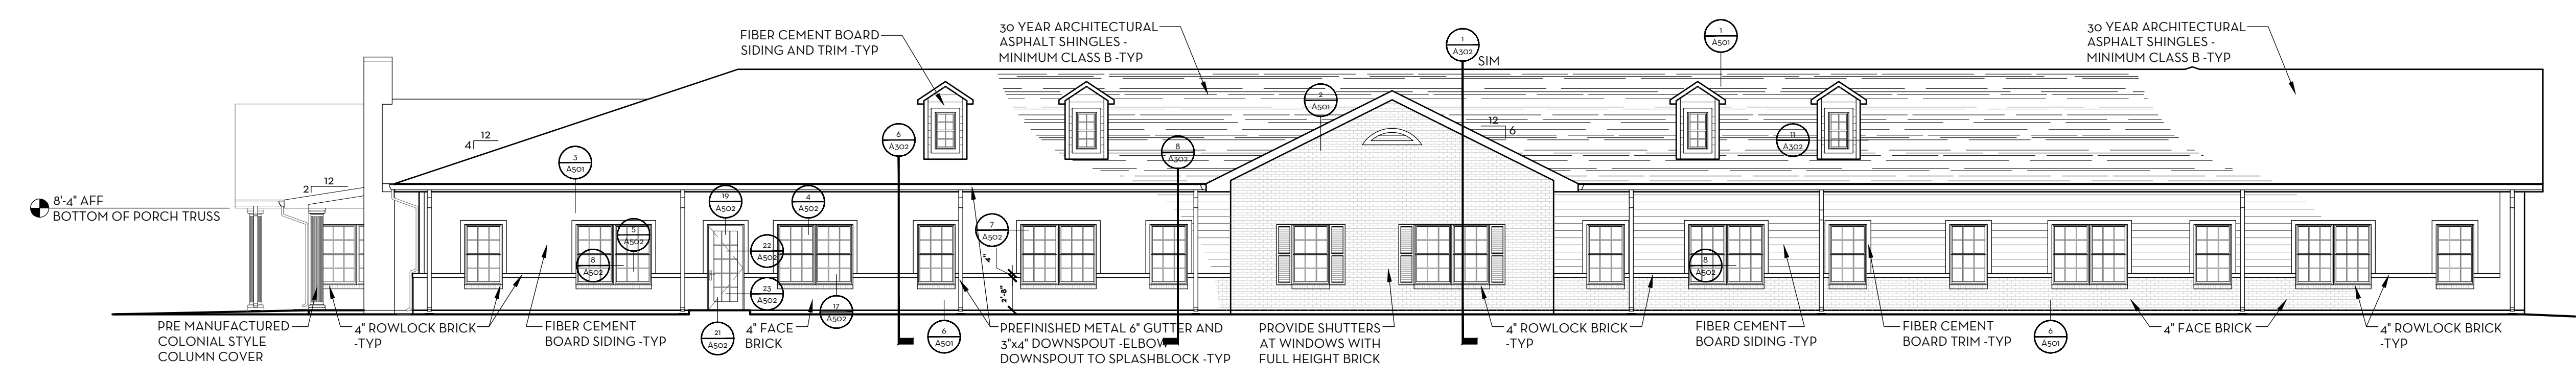 FIBER CEMENT BOARD
SIDING AND TRIM -TYP
30 YEAR ARCHITECTURAL
ASPHALT SHINGLES -
MINIMUM CLASS B -TYP
1
A302
SIM
1
A501
30 YEAR ARCHITECTURAL
ASPHALT SHINGLES -
MINIMUM CLASS B -TYP
2
A501
12
4
6
A302
8
A302
12
6
11
A302
3
A501
12
2
8'-4" AFF
BOTTOM OF PORCH TRUSS
19
A502
4
A502
5
A502
7
A502
22
A502
8
A502
4"
8
A502
23
A502
2'-8"
17
A502
21
A502
6
A501
6
A501
PRE MANUFACTURED
COLONIAL STYLE
COLUMN COVER
4" ROWLOCK BRICK
-TYP
FIBER CEMENT
BOARD SIDING -TYP
4" FACE
BRICK
PREFINISHED METAL 6" GUTTER AND
3"x4" DOWNSPOUT -ELBOW
DOWNSPOUT TO SPLASHBLOCK -TYP
PROVIDE SHUTTERS
AT WINDOWS WITH
FULL HEIGHT BRICK
4" ROWLOCK BRICK
-TYP
FIBER CEMENT
BOARD SIDING -TYP
FIBER CEMENT
BOARD TRIM -TYP
4" FACE BRICK
4" ROWLOCK BRICK
-TYP